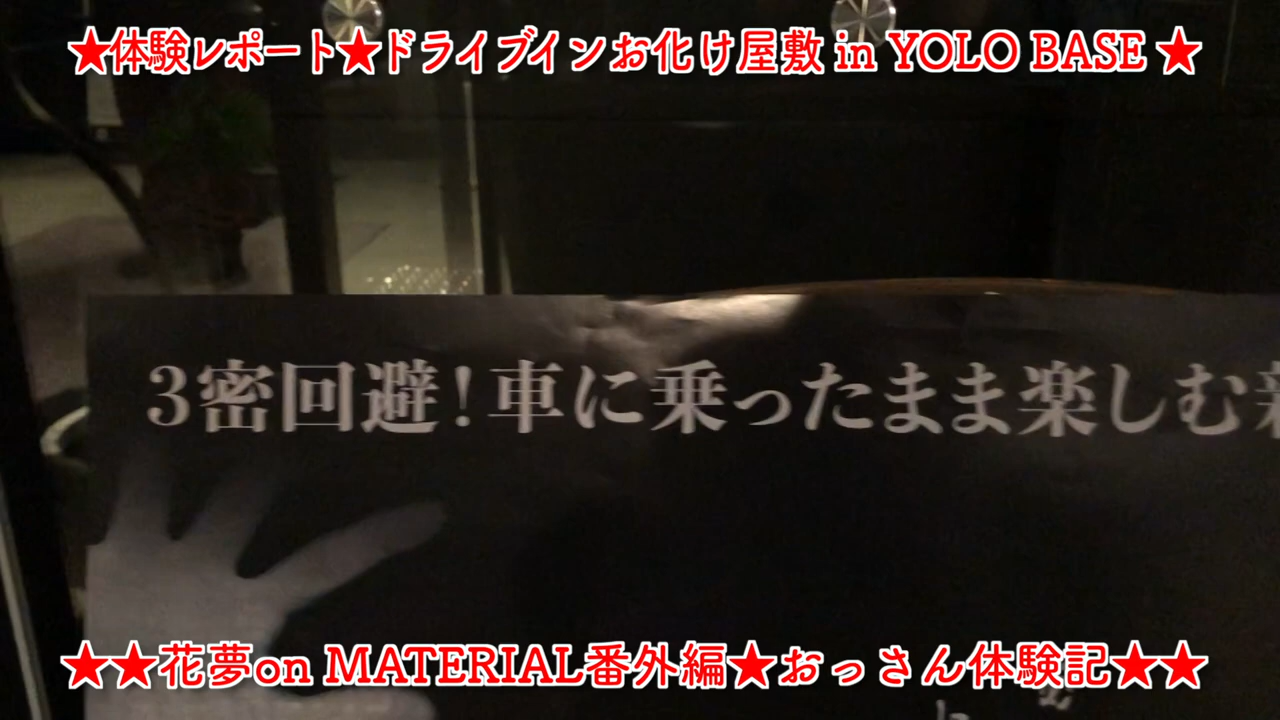 ★体験レポート★ドライブインお化け屋敷 in YOLO BASE ★
3密回避!車に乗ったまま楽しむ
★★花夢on MATERIAL番外編★おっさん体験記★★